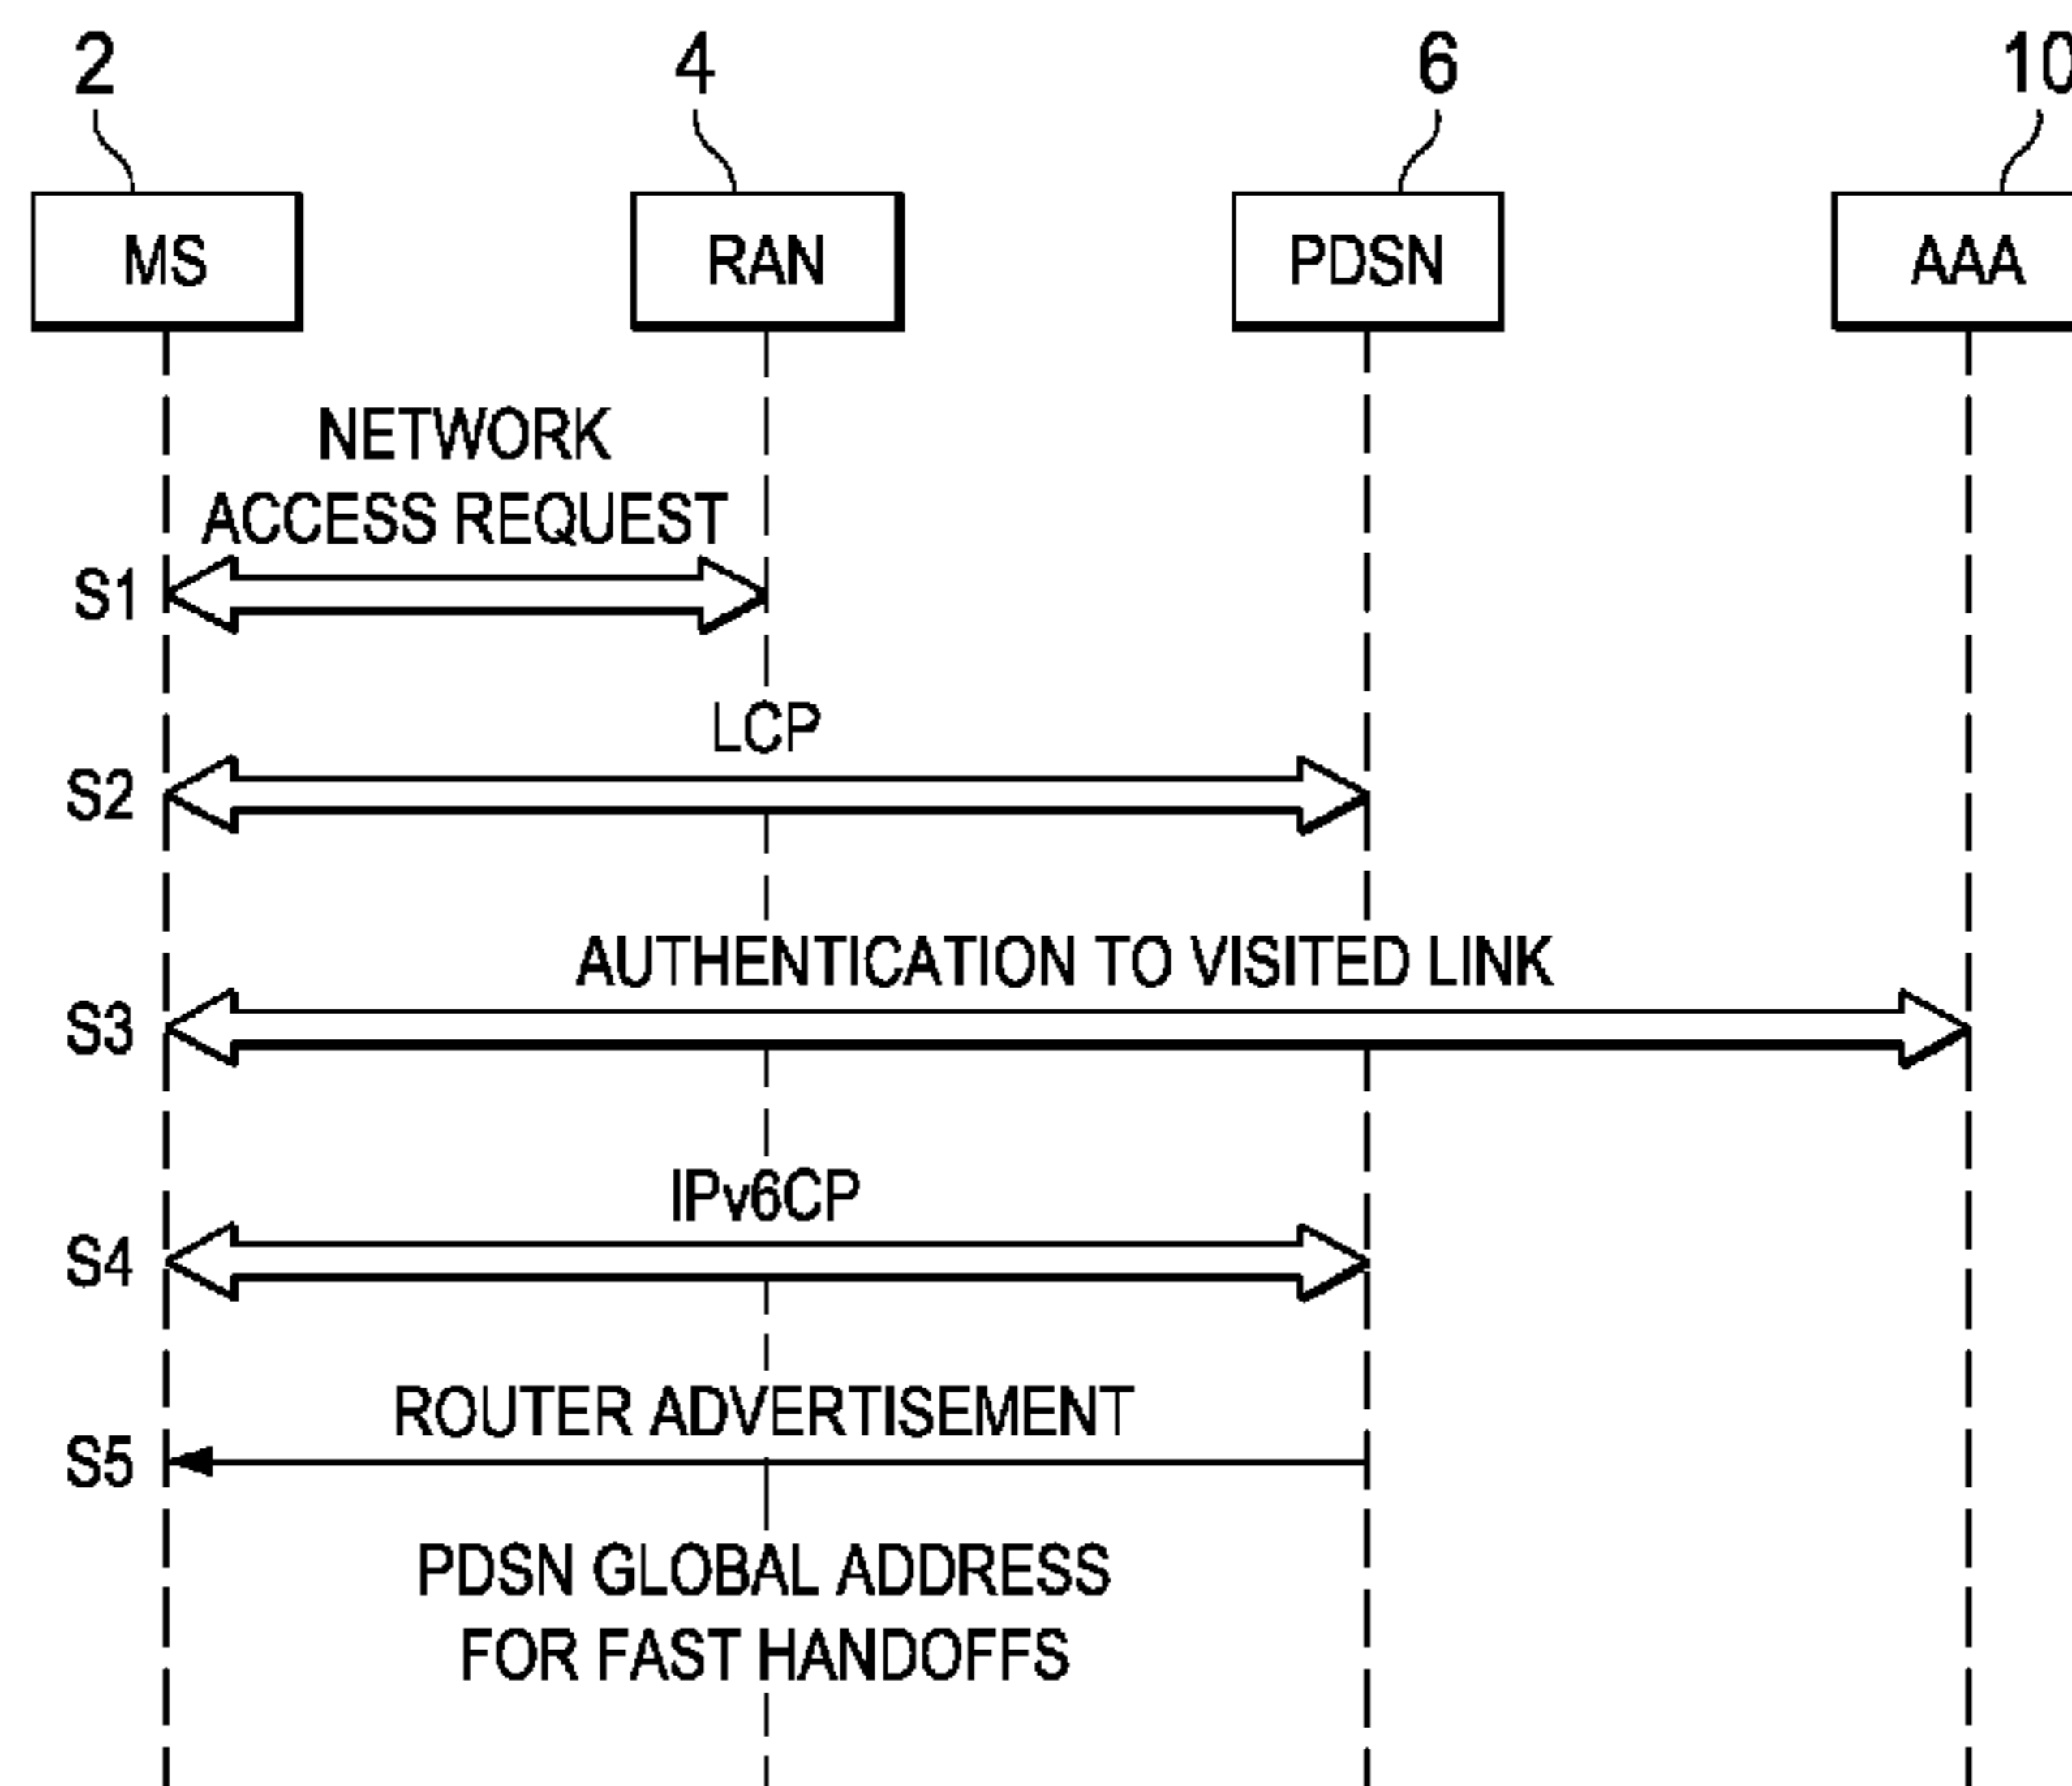 2 4 6 10
MS RAN PDSN AAA
NETWORK
ACCESS REQUEST
S1
LCP
S2
AUTHENTICATION TO VISITED LINK
S3
IPv6CP
S4
ROUTER ADVERTISEMENT
S5
PDSN GLOBAL ADDRESS
FOR FAST HANDOFFS